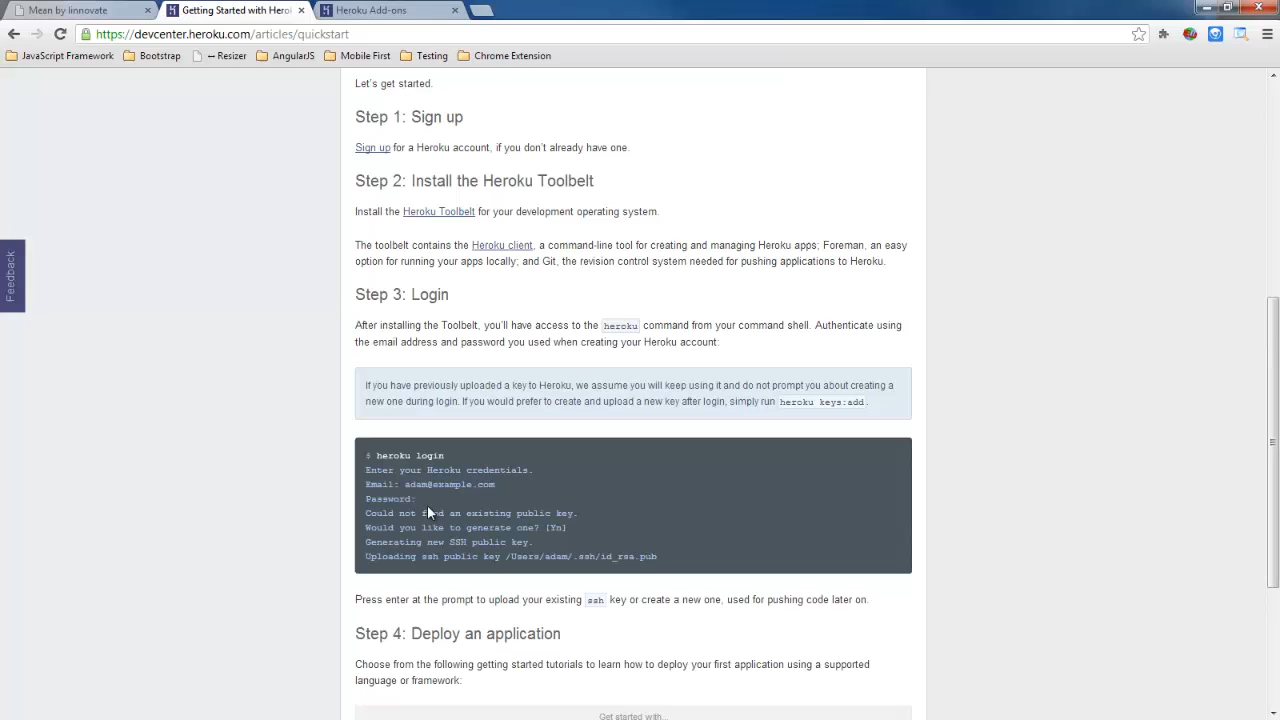 Mean by linnovate
Getting Started with Herok
Heroku Add-ons
https://devcenter.heroku.com/articles/quickstart
JavaScript Framework
Bootstrap
↔ Resizer
AngularJS
Mobile First
Testing
Chrome Extension
Let's get started.
Step 1: Sign up
Sign up for a Heroku account, if you don't already have one.
Step 2: Install the Heroku Toolbelt
Install the Heroku Toolbelt for your development operating system.
The toolbelt contains the Heroku client, a command-line tool for creating and managing Heroku apps; Foreman, an easy
option for running your apps locally; and Git, the revision control system needed for pushing applications to Heroku.
Feedback
Step 3: Login
After installing the Toolbelt, you'll have access to the heroku command from your command shell. Authenticate using
the email address and password you used when creating your Heroku account:
If you have previously uploaded a key to Heroku, we assume you will keep using it and do not prompt you about creating a
new one during login. If you would prefer to create and upload a new key after login, simply run heroku keys:add.
$ heroku login
Enter your Heroku credentials.
Email: adam@example.com
Password:
Could not find an existing public key.
Would you like to generate one? [Yn]
Generating new SSH public key.
Uploading ssh public key /Users/adam/.ssh/id_rsa.pub
Press enter at the prompt to upload your existing ssh key or create a new one, used for pushing code later on.
Step 4: Deploy an application
Choose from the following getting started tutorials to learn how to deploy your first application using a supported
language or framework:
Get started with...